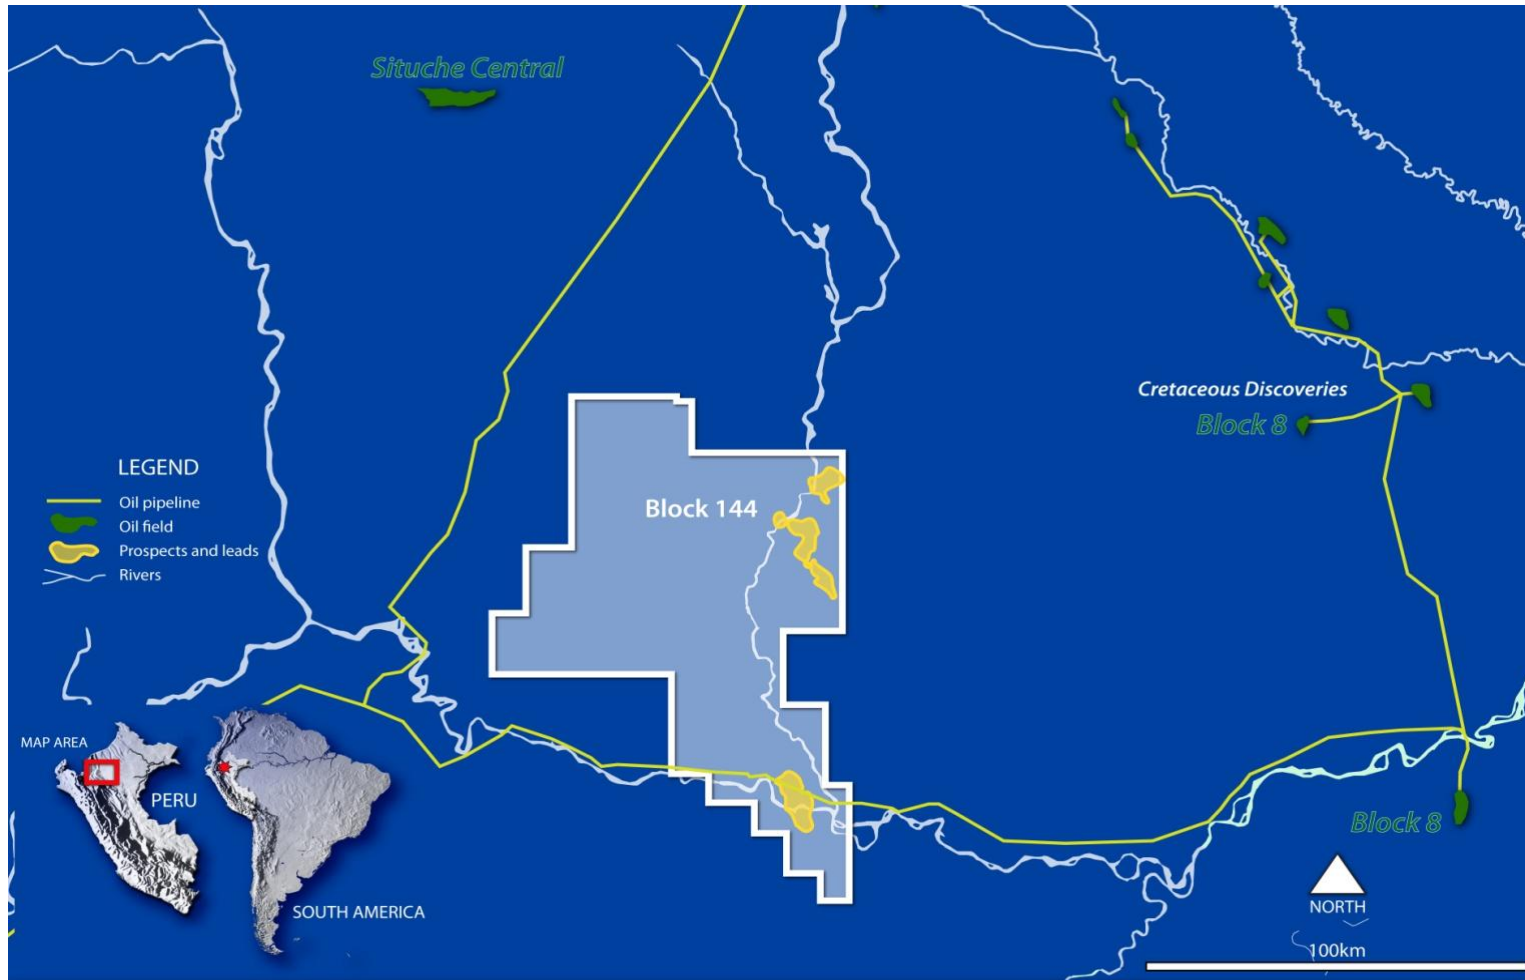 Situche Central
Cretaceous Discoveries
Block 8
LEGEND
Oil pipeline
Oil field
Prospects and leads
Rivers
Block 144
MAP AREA
PERU
SOUTH AMERICA
Block 8
NORTH
100km